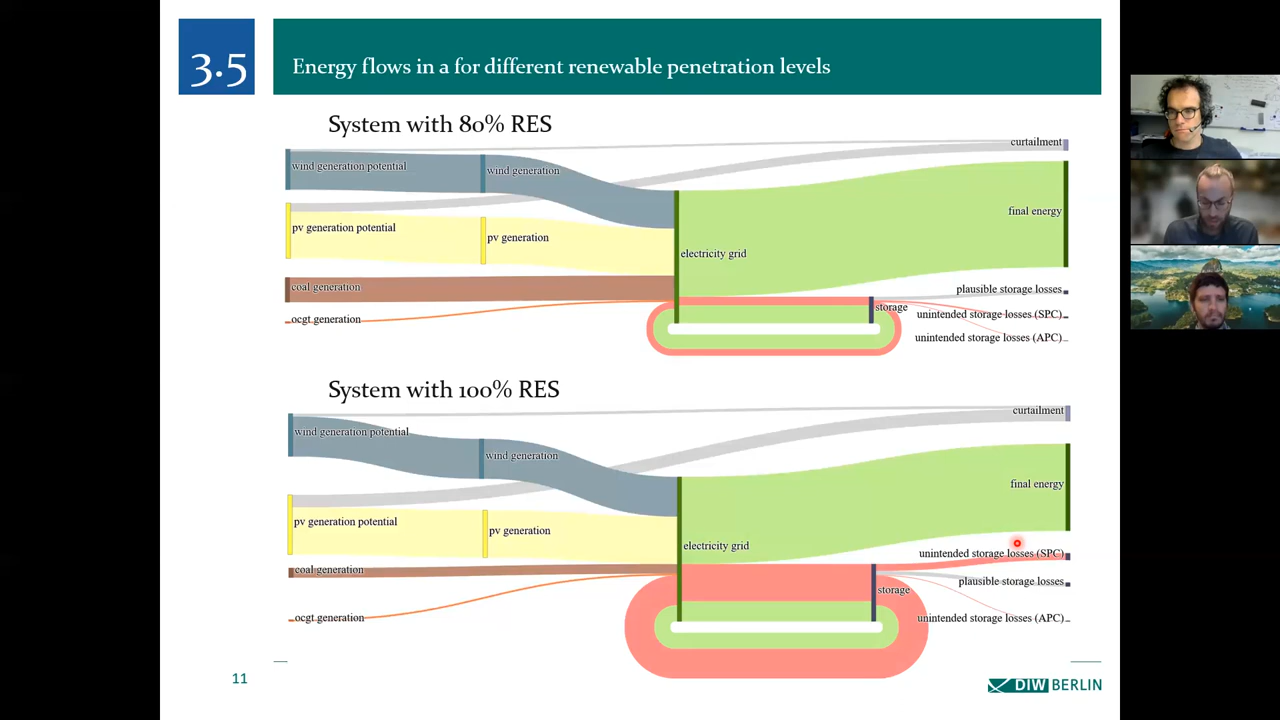 3.5
Energy flows in a for different renewable penetration levels
System with 80% RES
curtailment
wind generation potential
wind generation
final energy
pv generation potential
pv generation
electricity grid
coal generation
plausible storage losses
storage
unintended storage losses (SPC)
ocgt generation
unintended storage losses (APC)
System with 100% RES
curtailment
wind generation potential
wind generation
final energy
pv generation potential
pv generation
electricity grid
unintended storage losses (SPC)
coal generation
plausible storage losses
storage
ocgt generation
unintended storage losses (APC)
11
DIW BERLIN